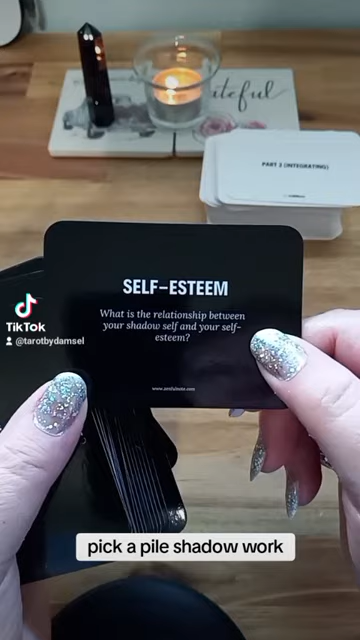 ateful
PART 2 (INTEGRATING)
SELF-ESTEEM
What is the relationship between
your shadow self and your self-
esteem?
TikTok
@tarotbydamsel
pick a pile shadow work